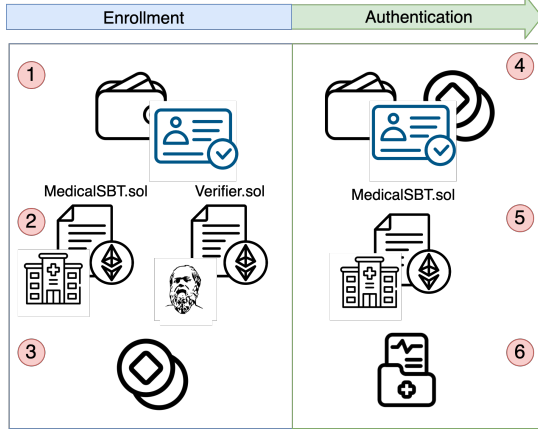 Enrollment
Authentication
1
4
MedicalSBT.sol
Verifier.sol
MedicalSBT.sol
2
5
3
6